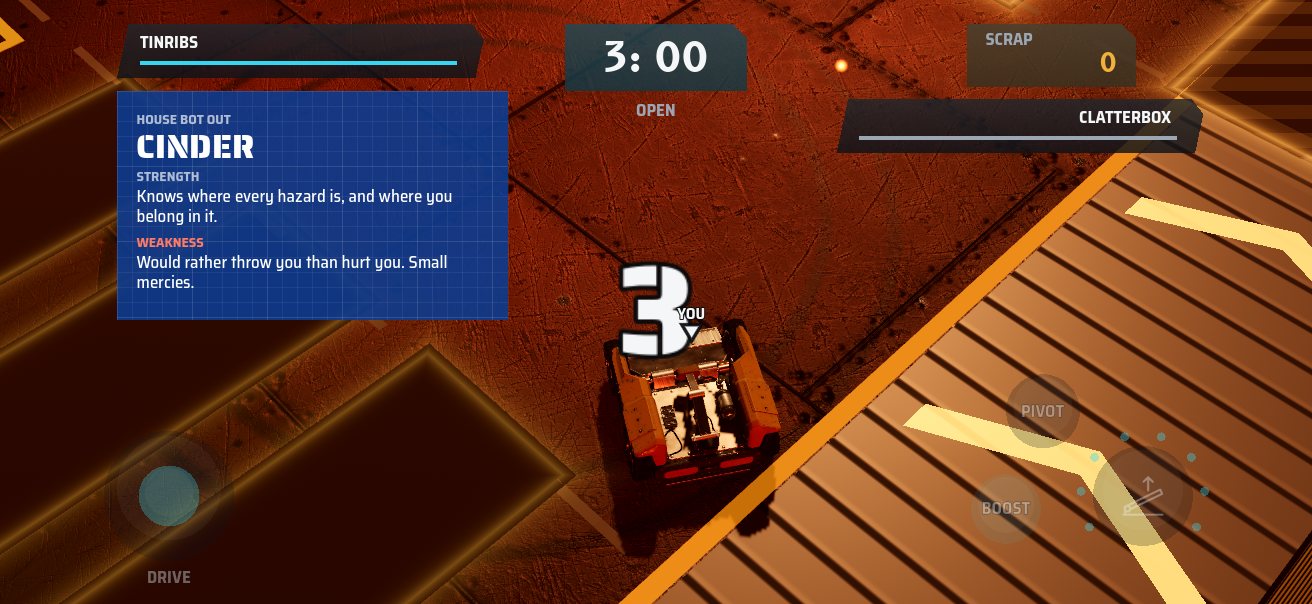 TINRIBS
3: 00
OPEN
SCRAP
0
CLATTERBOX
HOUSE BOT OUT
CINDER
STRENGTH
Knows where every hazard is, and where you
belong in it.
WEAKNESS
Would rather throw you than hurt you. Small
mercies.
3
YOU
PIVOT
BOOST
DRIVE